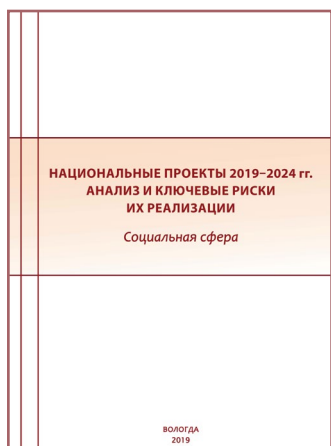 НАЦИОНАЛЬНЫЕ ПРОЕКТЫ 2019–2024 гг.
АНАЛИЗ И КЛЮЧЕВЫЕ РИСКИ
ИХ РЕАЛИЗАЦИИ
Социальная сфера
ВОЛОГДА
2019